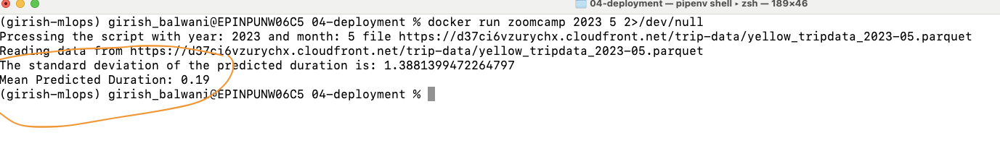 04-deployment — pipenv shell ▸ zsh — 189×46
(girish-mlops) girish_balwani@EPINPUNW06C5 04-deployment % docker run zoomcamp 2023 5 2>/dev/null
Prcessing the script with year: 2023 and month: 5 file https://d37ci6vzurychx.cloudfront.net/trip-data/yellow_tripdata_2023-05.parquet
Reading data from https://d37ci6vzurychx.cloudfront.net/trip-data/yellow_tripdata_2023-05.parquet
The standard deviation of the predicted duration is: 1.3881399472264797
Mean Predicted Duration: 0.19
(girish-mlops) girish_balwani@EPINPUNW06C5 04-deployment %